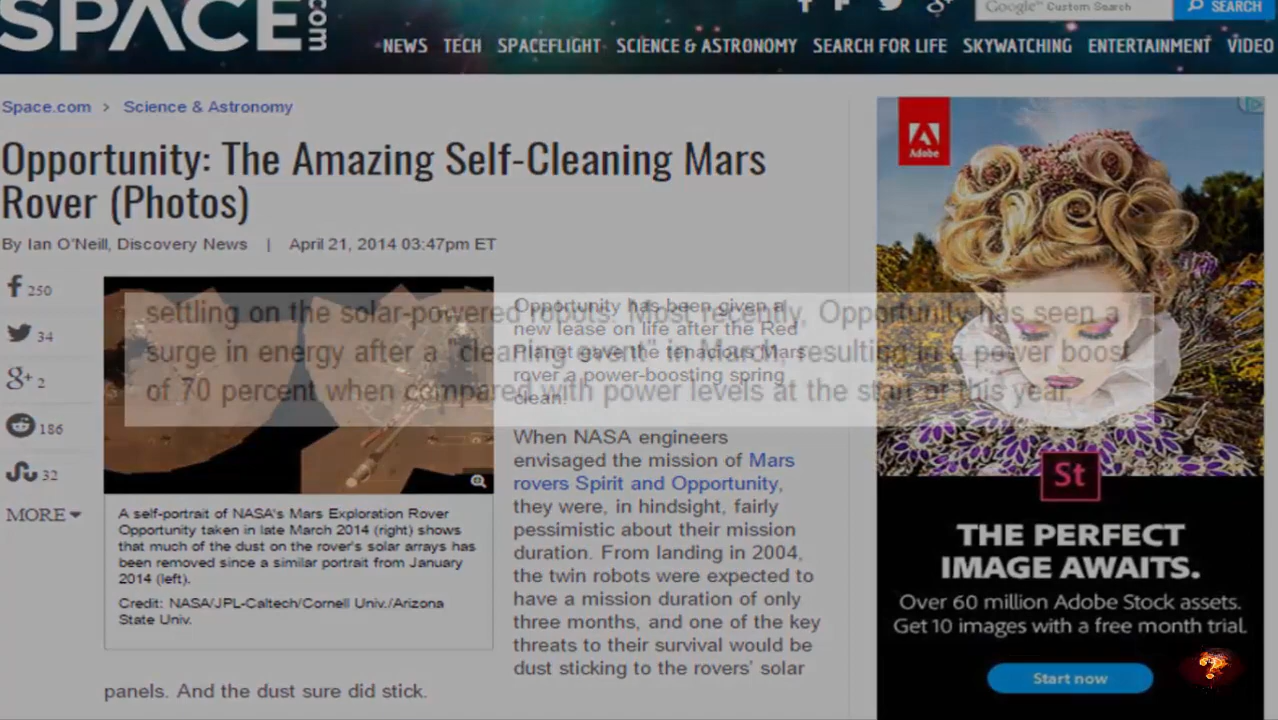 SPACE.com
Google™ Custom Search
SEARCH
NEWS TECH SPACEFLIGHT SCIENCE & ASTRONOMY SEARCH FOR LIFE SKYWATCHING ENTERTAINMENT VIDEO
Space.com > Science & Astronomy
Opportunity: The Amazing Self-Cleaning Mars
Rover (Photos)
By Ian O'Neill, Discovery News | April 21, 2014 03:47pm ET
250
34
2
186
32
MORE
settling on the solar-powered robots. Most recently, Opportunity has seen a
surge in energy after a "cleaning event" in March, resulting in a power boost
of 70 percent when compared with power levels at the start of this year.
Opportunity has been given a
new lease on life after the Red
Planet gave the tenacious Mars
rover a power-boosting spring
clean!
When NASA engineers
envisaged the mission of Mars
rovers Spirit and Opportunity,
they were, in hindsight, fairly
pessimistic about their mission
duration. From landing in 2004,
the twin robots were expected to
have a mission duration of only
three months, and one of the key
threats to their survival would be
dust sticking to the rovers' solar
panels. And the dust sure did stick.
A self-portrait of NASA's Mars Exploration Rover
Opportunity taken in late March 2014 (right) shows
that much of the dust on the rover's solar arrays has
been removed since a similar portrait from January
2014 (left).
Credit: NASA/JPL-Caltech/Cornell Univ./Arizona
State Univ.
Adobe
St
THE PERFECT
IMAGE AWAITS.
Over 60 million Adobe Stock assets.
Get 10 images with a free month trial.
Start now